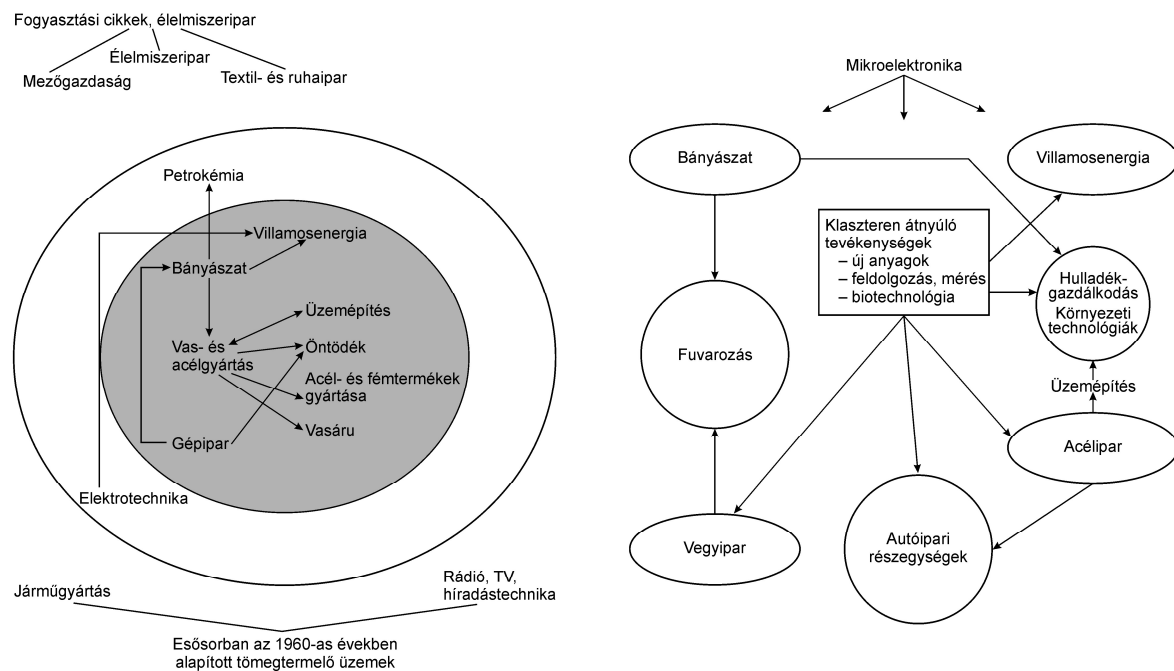 Fogyasztási cikkek, élelmiszeripar
Élelmiszeripar
Mezőgazdaság
Textil- és ruhaipar
Petrokémia
Villamosenergia
Bányászat
Üzemépítés
Vas- és
acélgyártás
Öntödék
Acél- és fémtermékek
gyártása
Vasáru
Gépipar
Elektrotechnika
Járműgyártás
Rádió, TV,
híradástechnika
Esősorban az 1960-as években
alapított tömegtermelő üzemek
Mikroelektronika
Bányászat
Villamosenergia
Klaszteren átnyúló
tevékenységek
– új anyagok
– feldolgozás, mérés
– biotechnológia
Hulladék-
gazdálkodás
Környezeti
technológiák
Fuvarozás
Üzemépítés
Acélipar
Vegyipar
Autóipari
részegységek